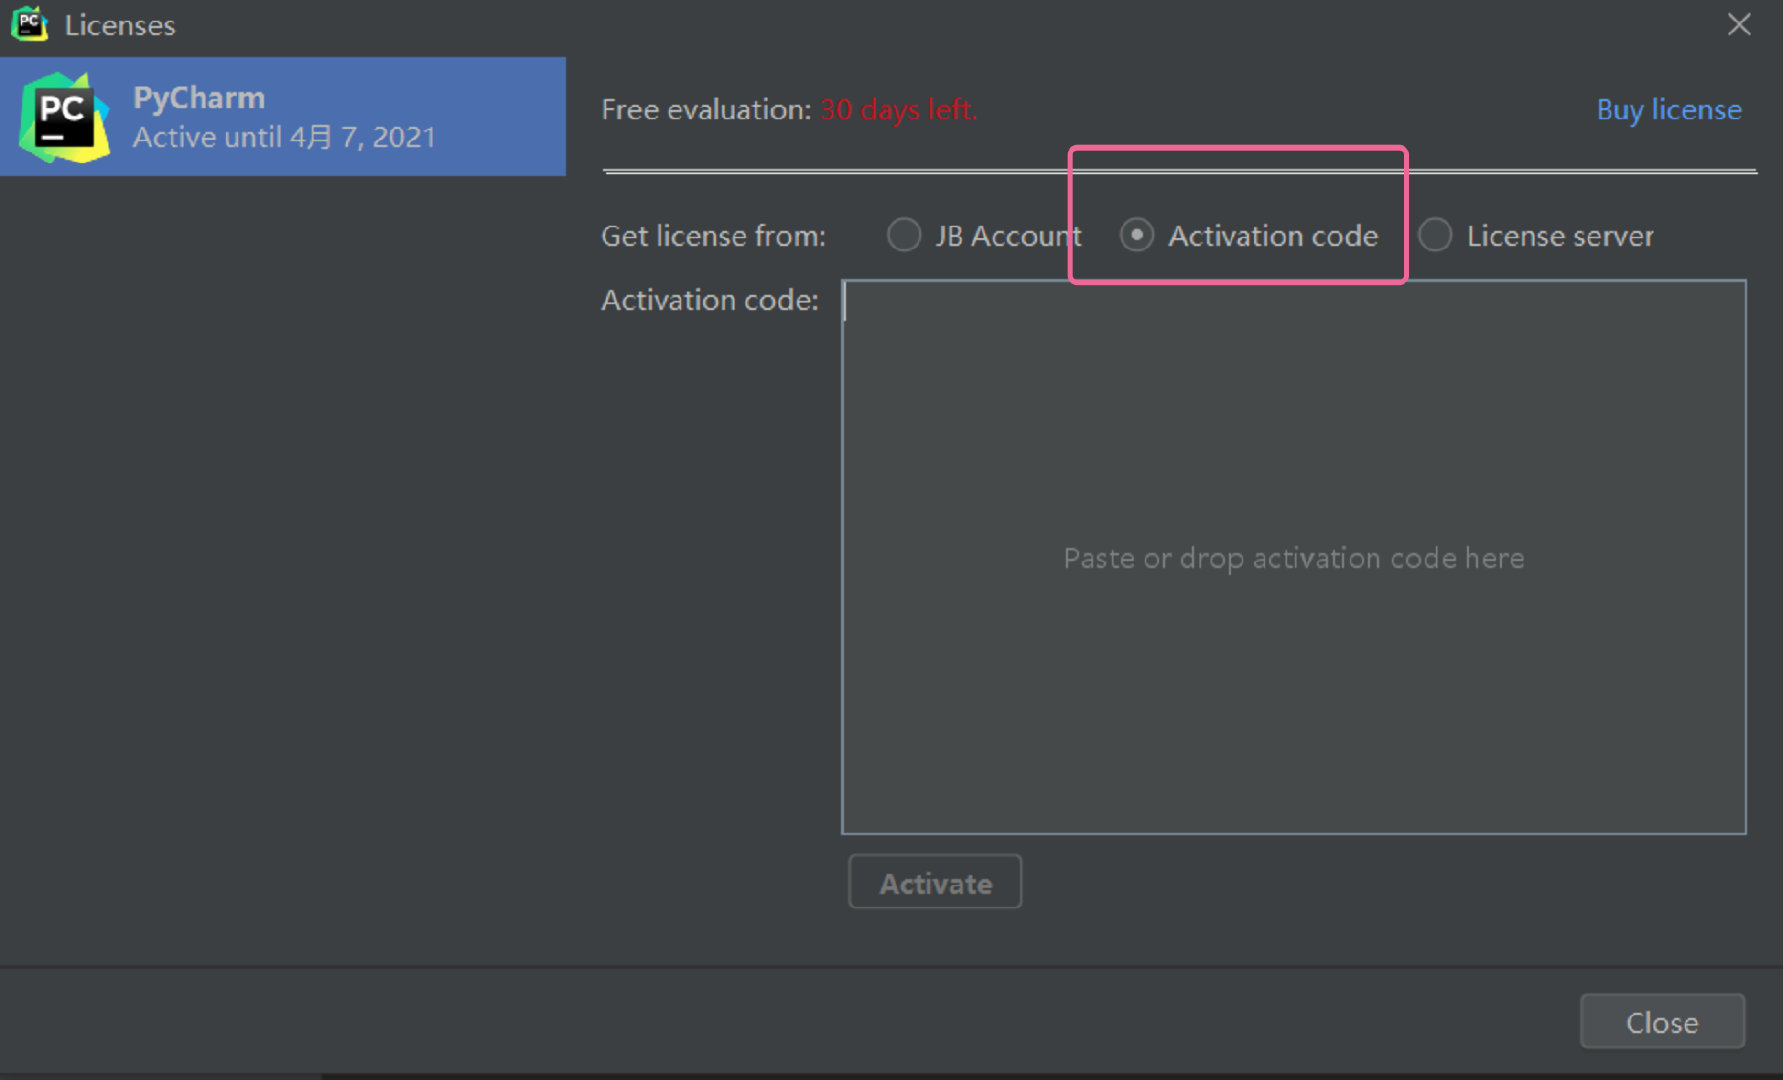 PC Licenses
PC PyCharm
Active until 4月 7, 2021
Free evaluation: 30 days left. Buy license
Get license from: JB Account Activation code License server
Activation code:
Paste or drop activation code here
Activate
Close